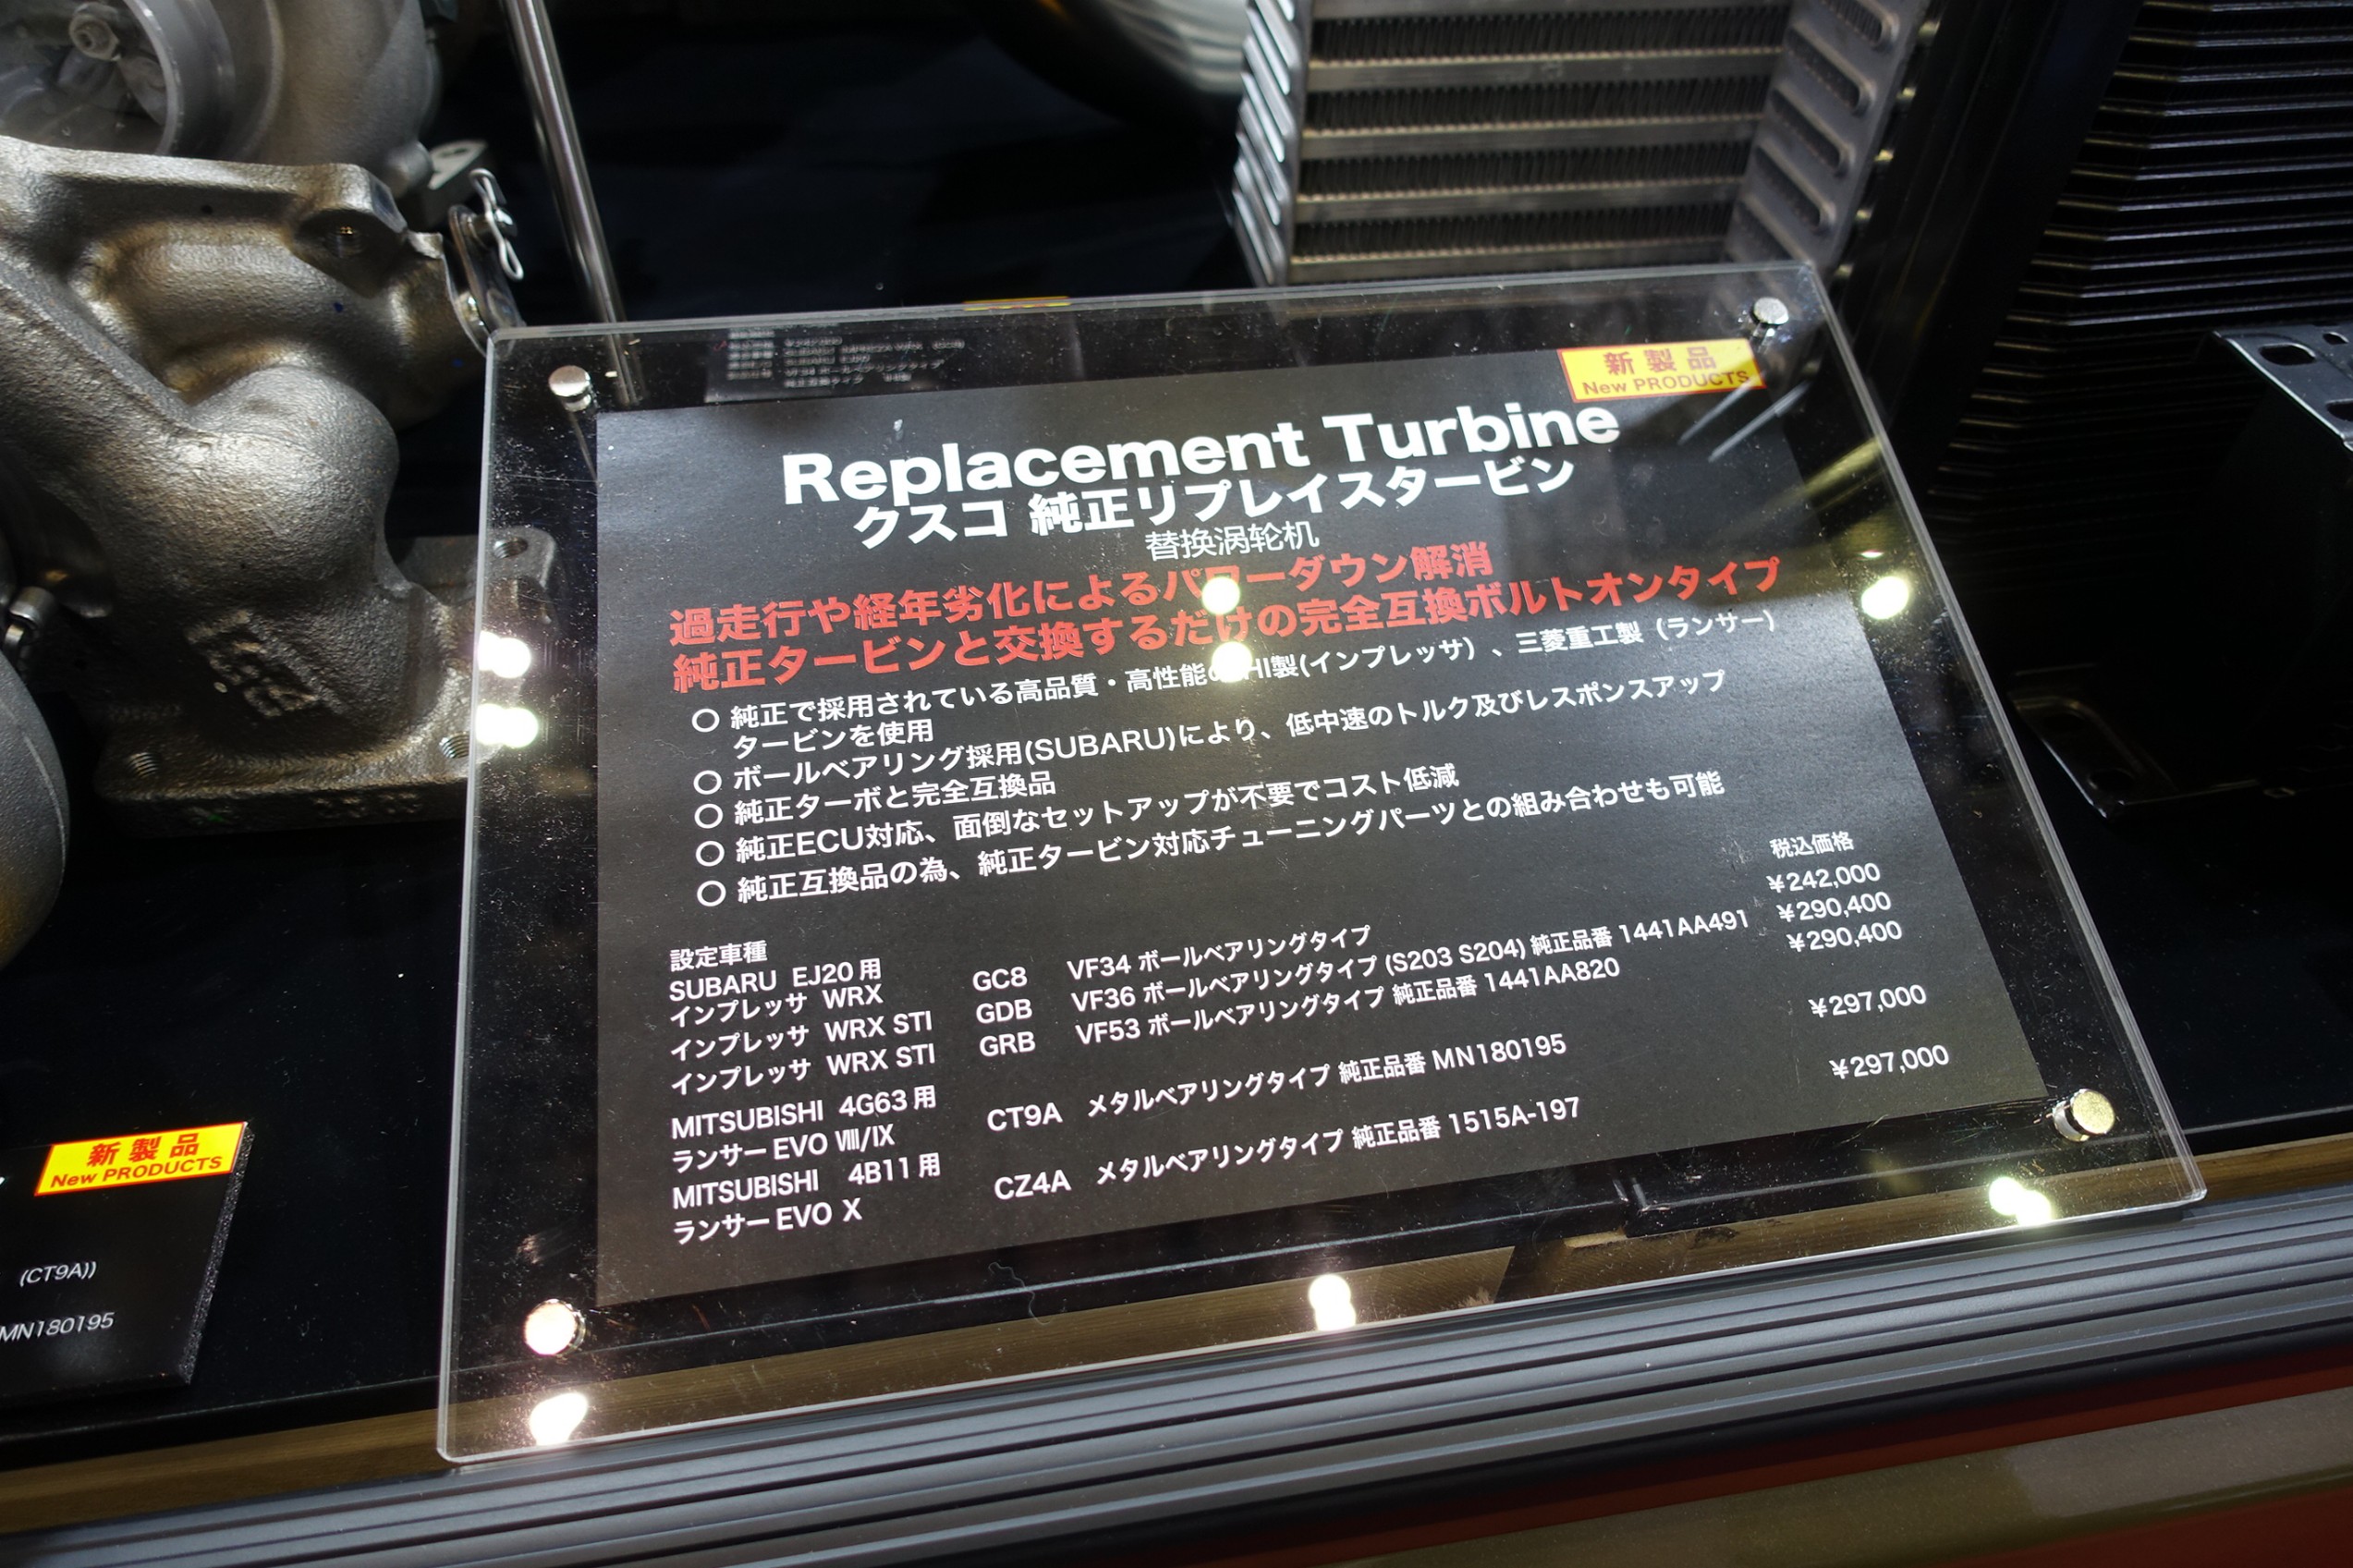 新製品
New PRODUCTS
Replacement Turbine
クスコ 純正リプレイスタービン
替换涡轮机
過走行や経年劣化によるパワーダウン解消
純正タービンと交換するだけの完全互換ボルトオンタイプ
○ 純正で採用されている高品質・高性能のIHI製(インプレッサ)、三菱重工製(ランサー)
タービンを使用
○ ボールベアリング採用(SUBARU)により、低中速のトルク及びレスポンスアップ
○ 純正ターボと完全互換品
○ 純正ECU対応、面倒なセットアップが不要でコスト低減
○ 純正互換品の為、純正タービン対応チューニングパーツとの組み合わせも可能
税込価格
設定車種
SUBARU EJ20用
インプレッサ WRX GC8 VF34 ボールベアリングタイプ ¥242,000
インプレッサ WRX STI GDB VF36 ボールベアリングタイプ (S203 S204) 純正品番 1441AA491 ¥290,400
インプレッサ WRX STI GRB VF53 ボールベアリングタイプ 純正品番 1441AA820 ¥290,400
MITSUBISHI 4G63用
ランサーEVO Ⅷ/Ⅸ CT9A メタルベアリングタイプ 純正品番 MN180195 ¥297,000
MITSUBISHI 4B11用
ランサーEVO X CZ4A メタルベアリングタイプ 純正品番 1515A-197 ¥297,000
新製品
New PRODUCTS
(CT9A))
MN180195